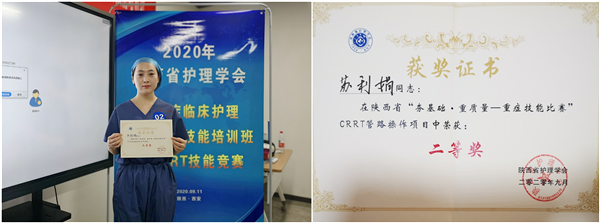 2020年
省护理学会
临床护理
技能培训班
RT技能竞赛
2020.09.11
02
获奖证书
苏利娟同志：
在陕西省“夯基础·重质量—重症技能比赛”
CRRT管路操作项目中荣获：
二等奖
陕西省护理学会
二〇二〇年九月